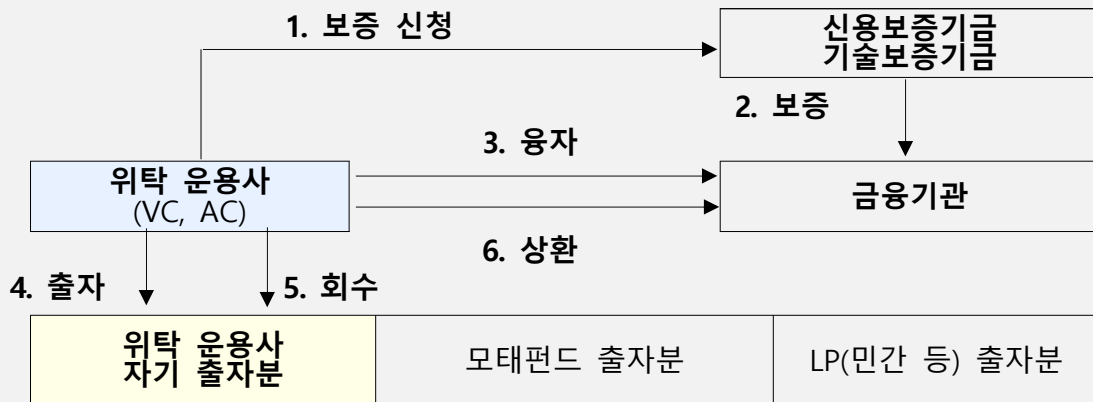 1. 보증 신청
신용보증기금
기술보증기금
2. 보증
3. 융자
위탁 운용사
(VC, AC)
금융기관
6. 상환
4. 출자
5. 회수
위탁 운용사
자기 출자분
모태펀드 출자분
LP(민간 등) 출자분